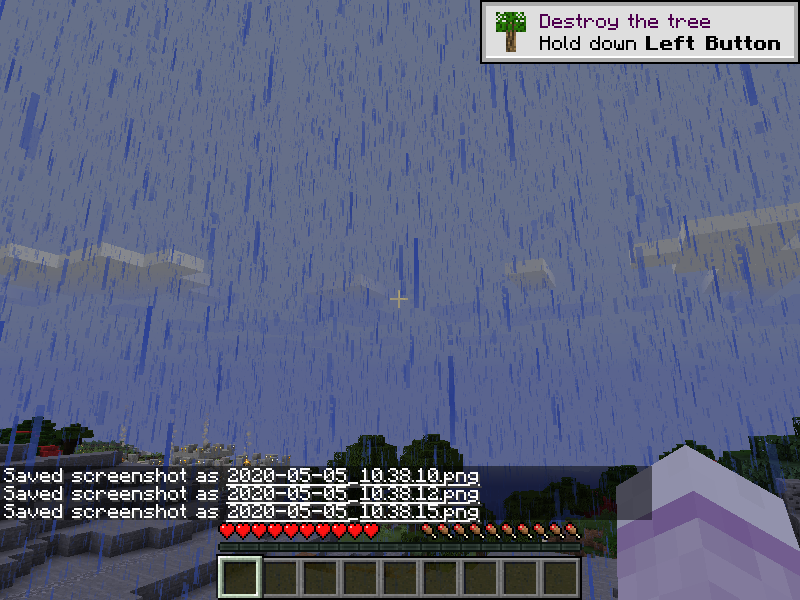 Destroy the tree
Hold down Left Button
Saved screenshot as 2020-05-05_10.38.10.png
Saved screenshot as 2020-05-05_10.38.12.png
Saved screenshot as 2020-05-05_10.38.15.png